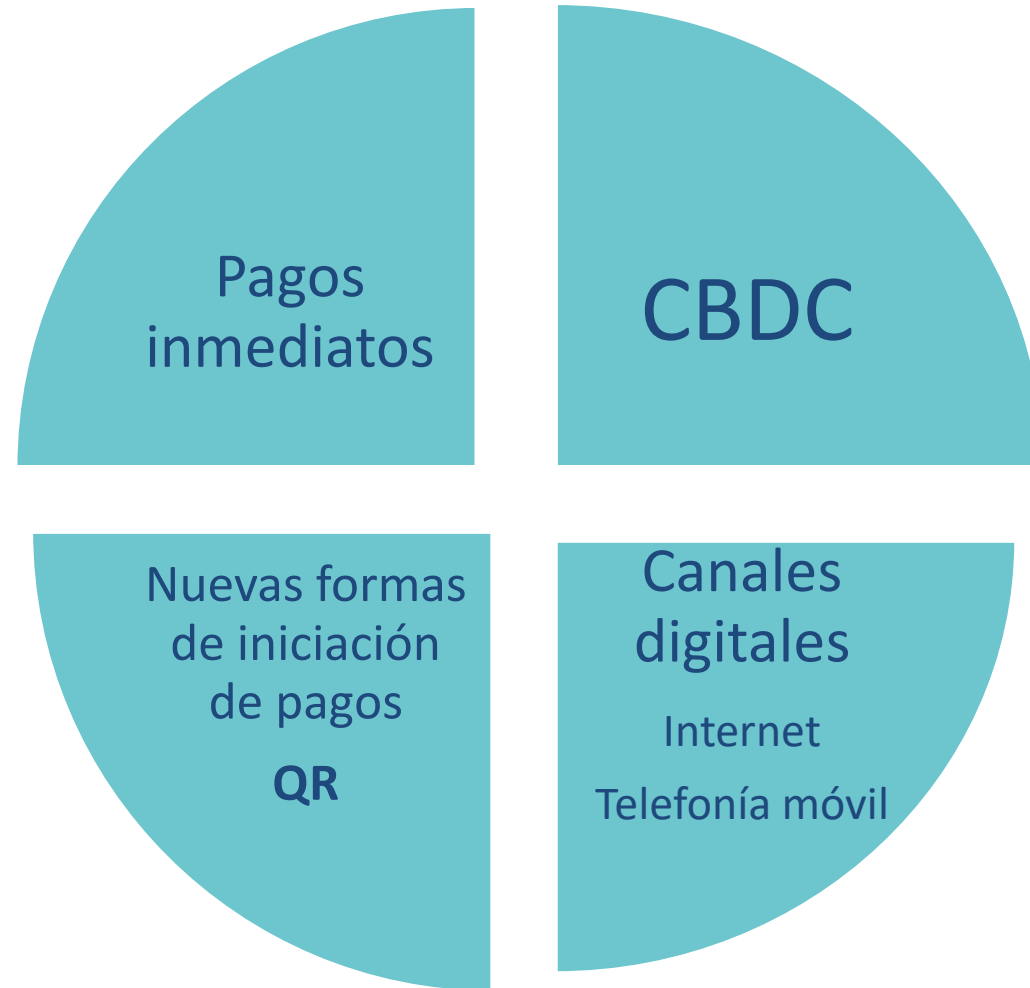 Pagos
inmediatos
CBDC
Nuevas formas
de iniciación
de pagos
QR
Canales
digitales
Internet
Telefonía móvil